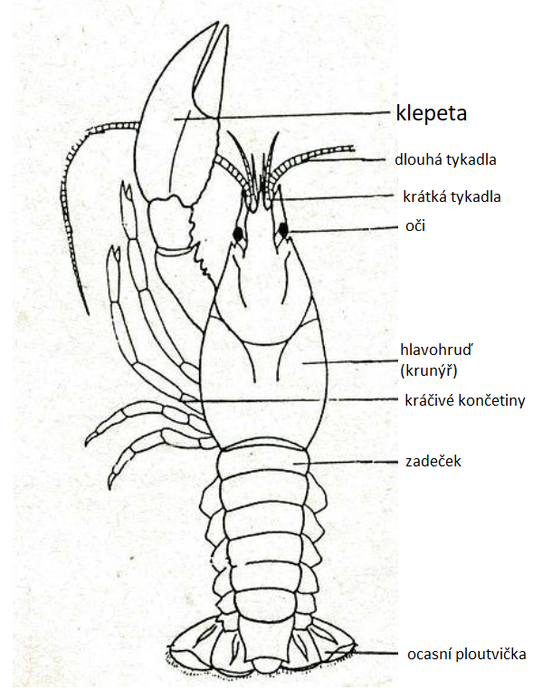 klepeta
dlouhá tykadla
krátká tykadla
oči
hlavohruď
(krunýř)
kráčivé končetiny
zadeček
ocasní ploutvička